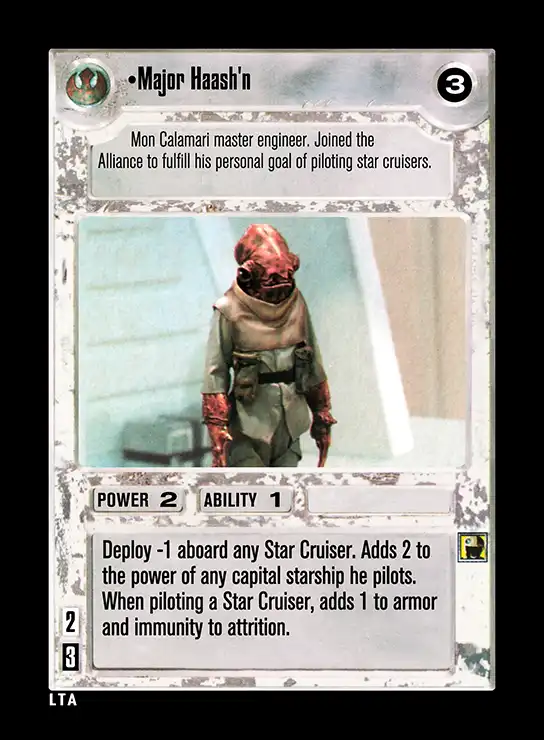 •Major Haash'n
3
Mon Calamari master engineer. Joined the
Alliance to fulfill his personal goal of piloting star cruisers.
POWER 2 ABILITY 1
Deploy -1 aboard any Star Cruiser. Adds 2 to
the power of any capital starship he pilots.
When piloting a Star Cruiser, adds 1 to armor
and immunity to attrition.
2
3
LTA